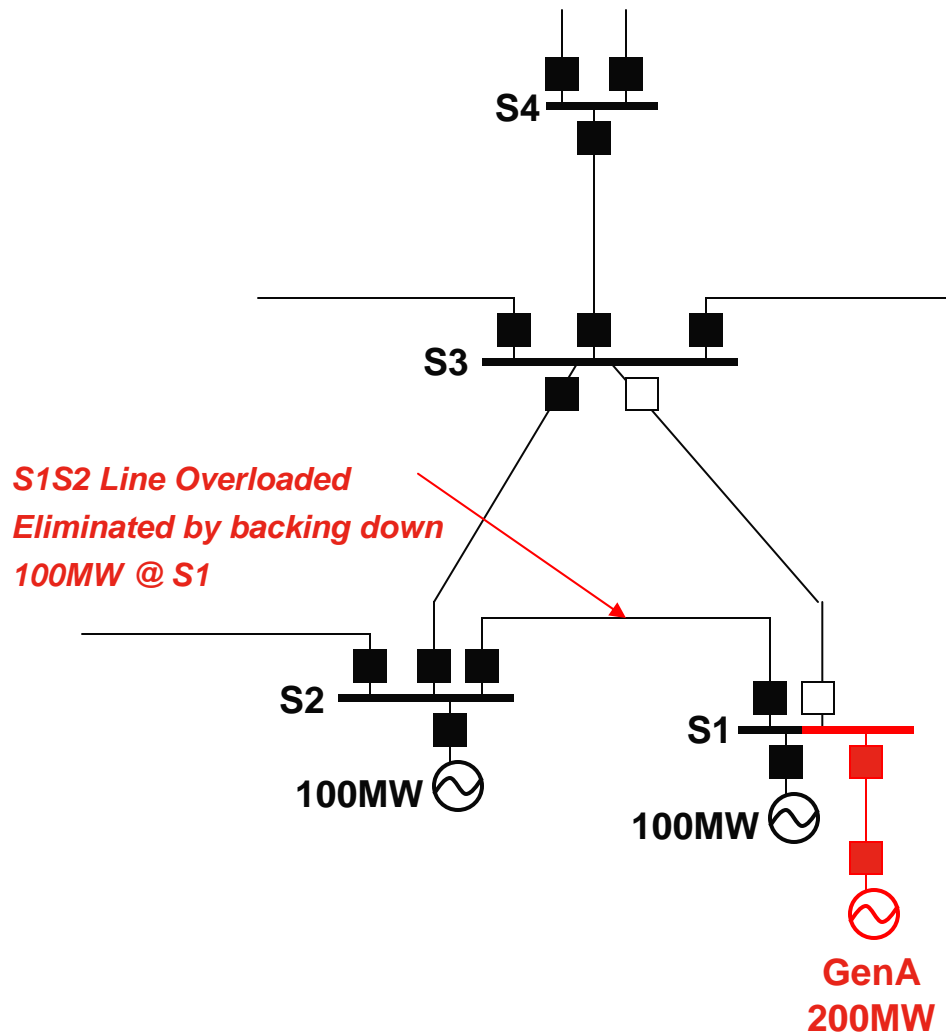 S4
S3
S1S2 Line Overloaded
Eliminated by backing down
100MW @ S1
S2
S1
100MW
100MW
GenA
200MW